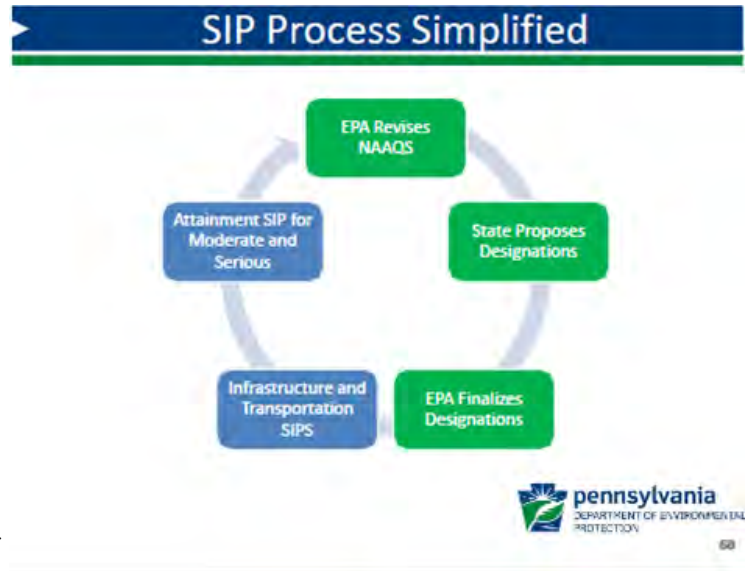 SIP Process Simplified
EPA Revises
NAAQS
State Proposes
Designations
EPA Finalizes
Designations
Infrastructure and
Transportation
SIPS
Attainment SIP for
Moderate and
Serious
pennsylvania
DEPARTMENT OF ENVIRONMENTAL
PROTECTION
68